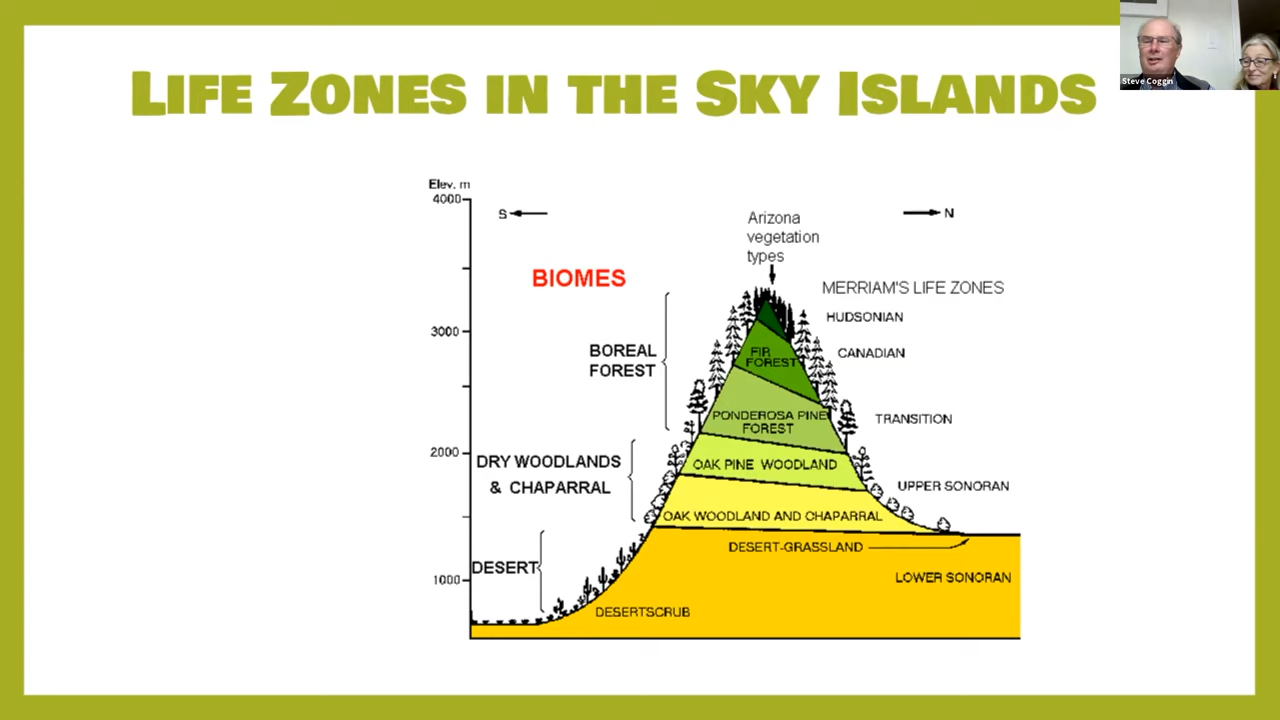 LIFE ZONES IN THE SKY ISLANDS
Steve Coggin
Elev. m
4000
S
N
Arizona
vegetation
types
BIOMES
MERRIAM'S LIFE ZONES
HUDSONIAN
3000
BOREAL
FOREST
FIR
FOREST
CANADIAN
PONDEROSA PINE
FOREST
TRANSITION
2000
DRY WOODLANDS
& CHAPARRAL
OAK PINE WOODLAND
UPPER SONORAN
OAK WOODLAND AND CHAPARRAL
DESERT-GRASSLAND
DESERT
1000
LOWER SONORAN
DESERTSCRUB